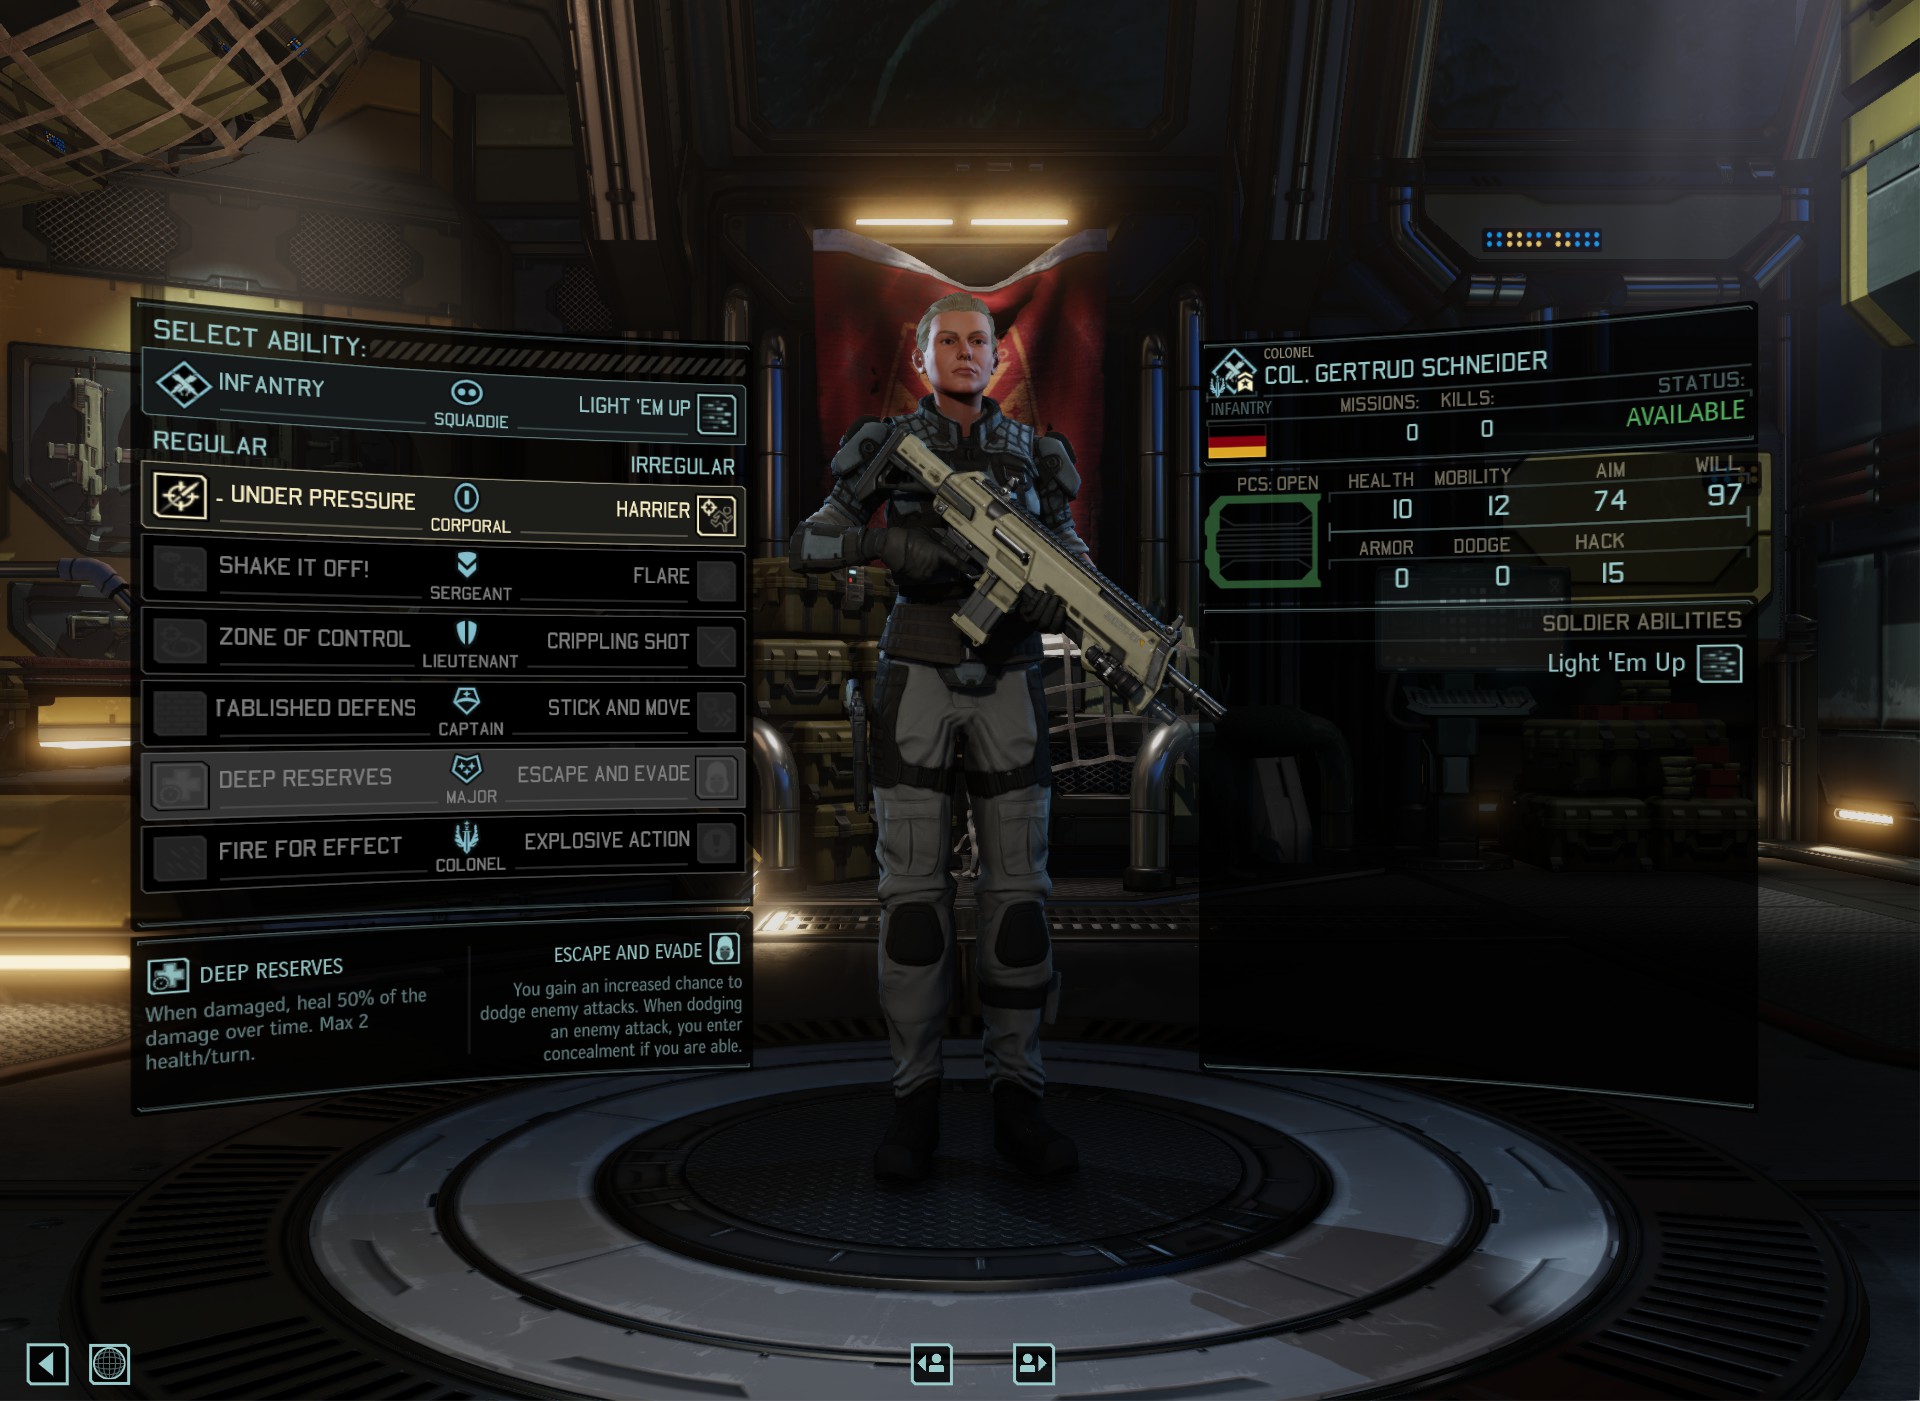 SELECT ABILITY:
INFANTRY
SQUADDIE
LIGHT 'EM UP
REGULAR
IRREGULAR
- UNDER PRESSURE
CORPORAL
HARRIER
SHAKE IT OFF!
SERGEANT
FLARE
ZONE OF CONTROL
LIEUTENANT
CRIPPLING SHOT
TABLISHED DEFENS
CAPTAIN
STICK AND MOVE
DEEP RESERVES
MAJOR
ESCAPE AND EVADE
FIRE FOR EFFECT
COLONEL
EXPLOSIVE ACTION
DEEP RESERVES
When damaged, heal 50% of the
damage over time. Max 2
health/turn.
ESCAPE AND EVADE
You gain an increased chance to
dodge enemy attacks. When dodging
an enemy attack, you enter
concealment if you are able.
COLONEL
COL. GERTRUD SCHNEIDER
INFANTRY
MISSIONS: KILLS:
0 0
STATUS:
AVAILABLE
PCS: OPEN
HEALTH MOBILITY AIM WILL
10 12 74 97
ARMOR DODGE HACK
0 0 15
SOLDIER ABILITIES
Light 'Em Up